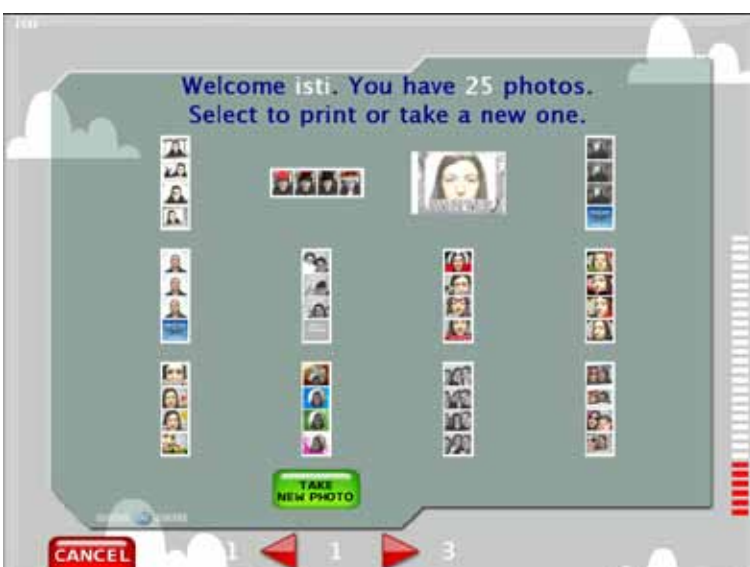 Welcome isti. You have 25 photos.
Select to print or take a new one.
TAKE
NEW PHOTO
CANCEL
1
1
3